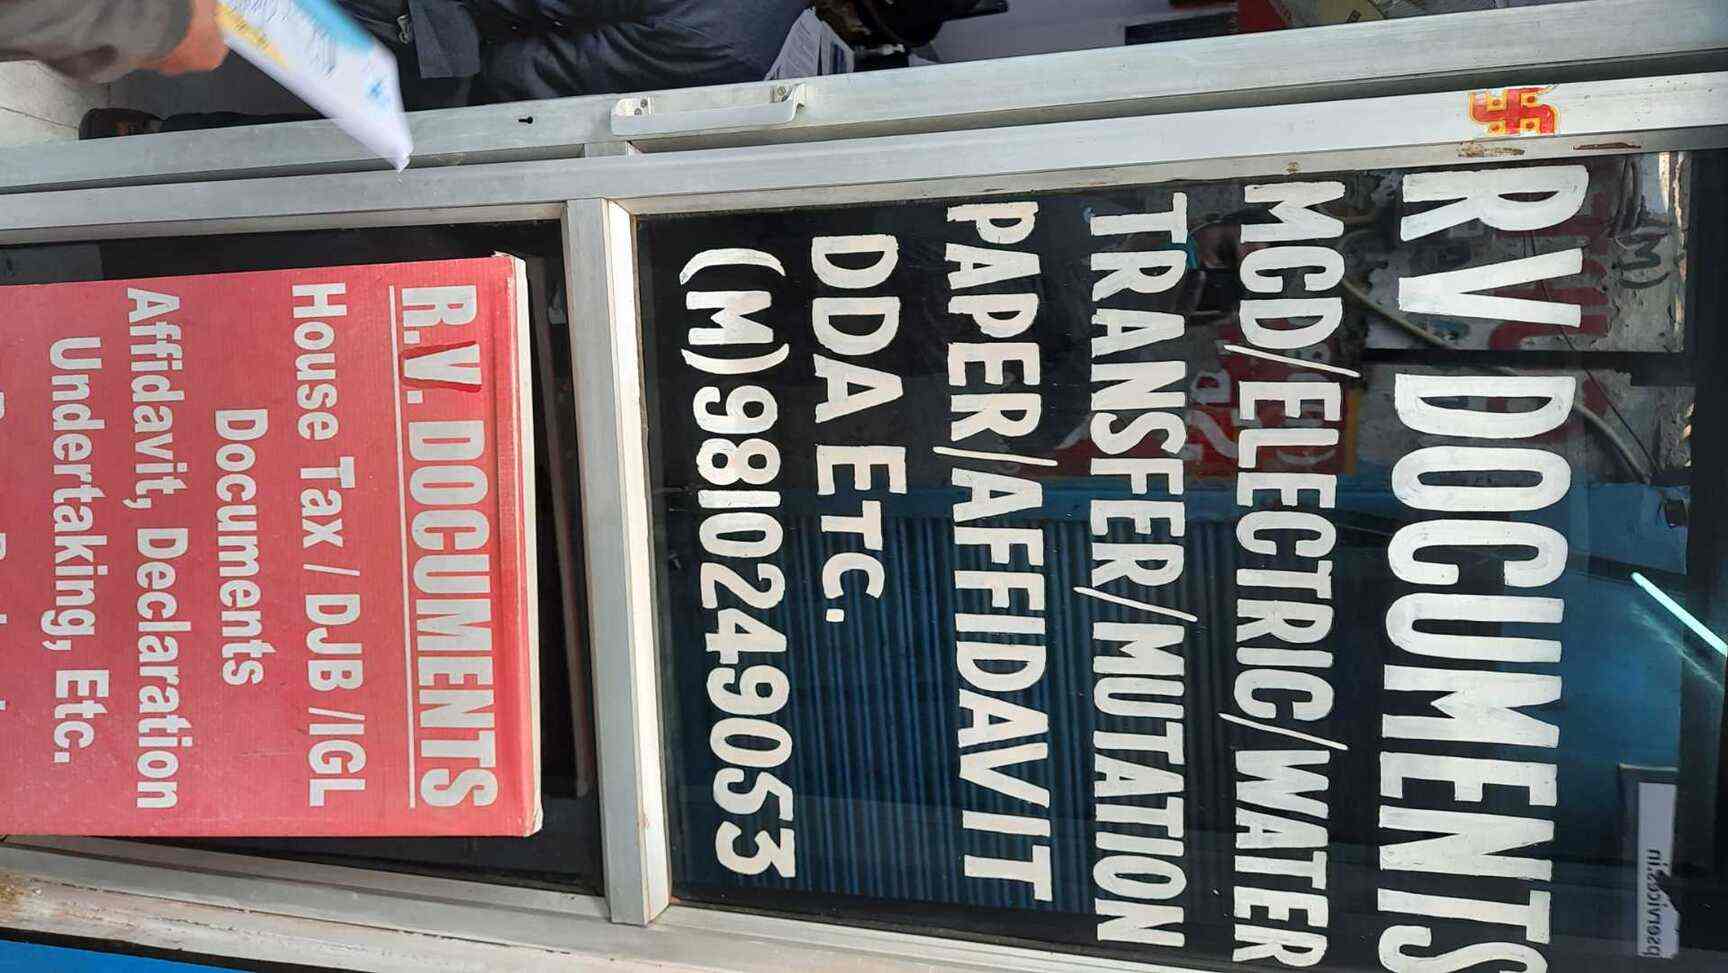 RV DOCUMENTS
MCD/ELECTRIC/WATER
TRANSFER/MUTATION
PAPER/AFFIDAVIT
DDA ETC.
(M)9810249053
R.V. DOCUMENTS
House Tax / DJB /IGL
Documents
Affidavit, Declaration
Undertaking, Etc.